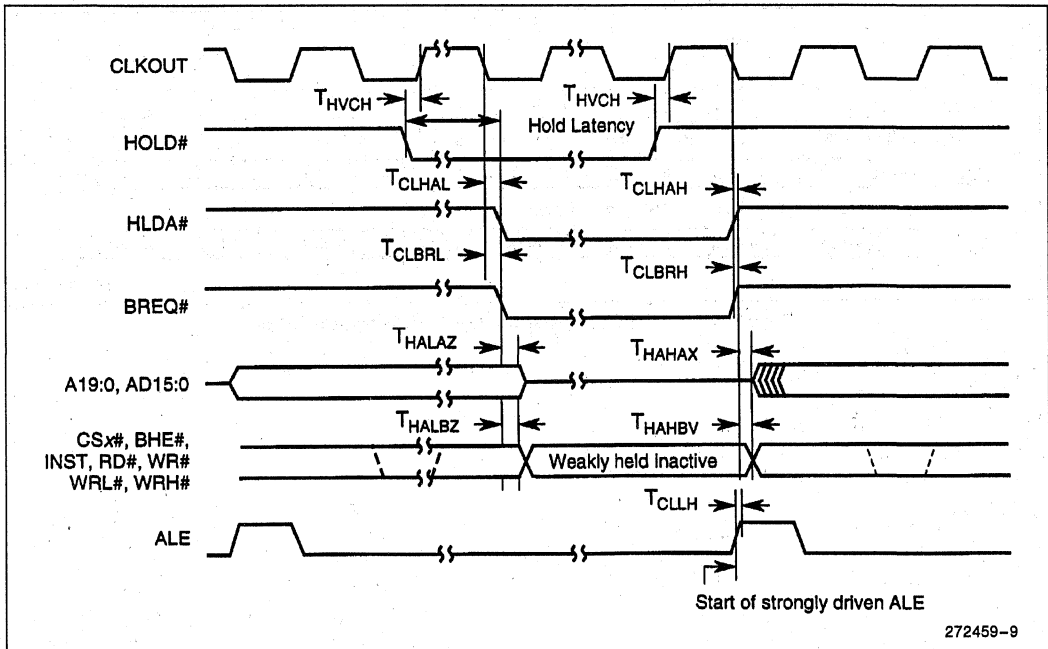 CLKOUT
THVCH
THVCH
HOLD#
Hold Latency
TCLHAL
TCLHAH
HLDA#
TCLBRL
TCLBRH
BREQ#
THALAZ
THAHAX
A19:0, AD15:0
THALBZ
THAHBV
CSx#, BHE#,
INST, RD#, WR#
WRL#, WRH#
Weakly held inactive
TCLLH
ALE
Start of strongly driven ALE
272459-9